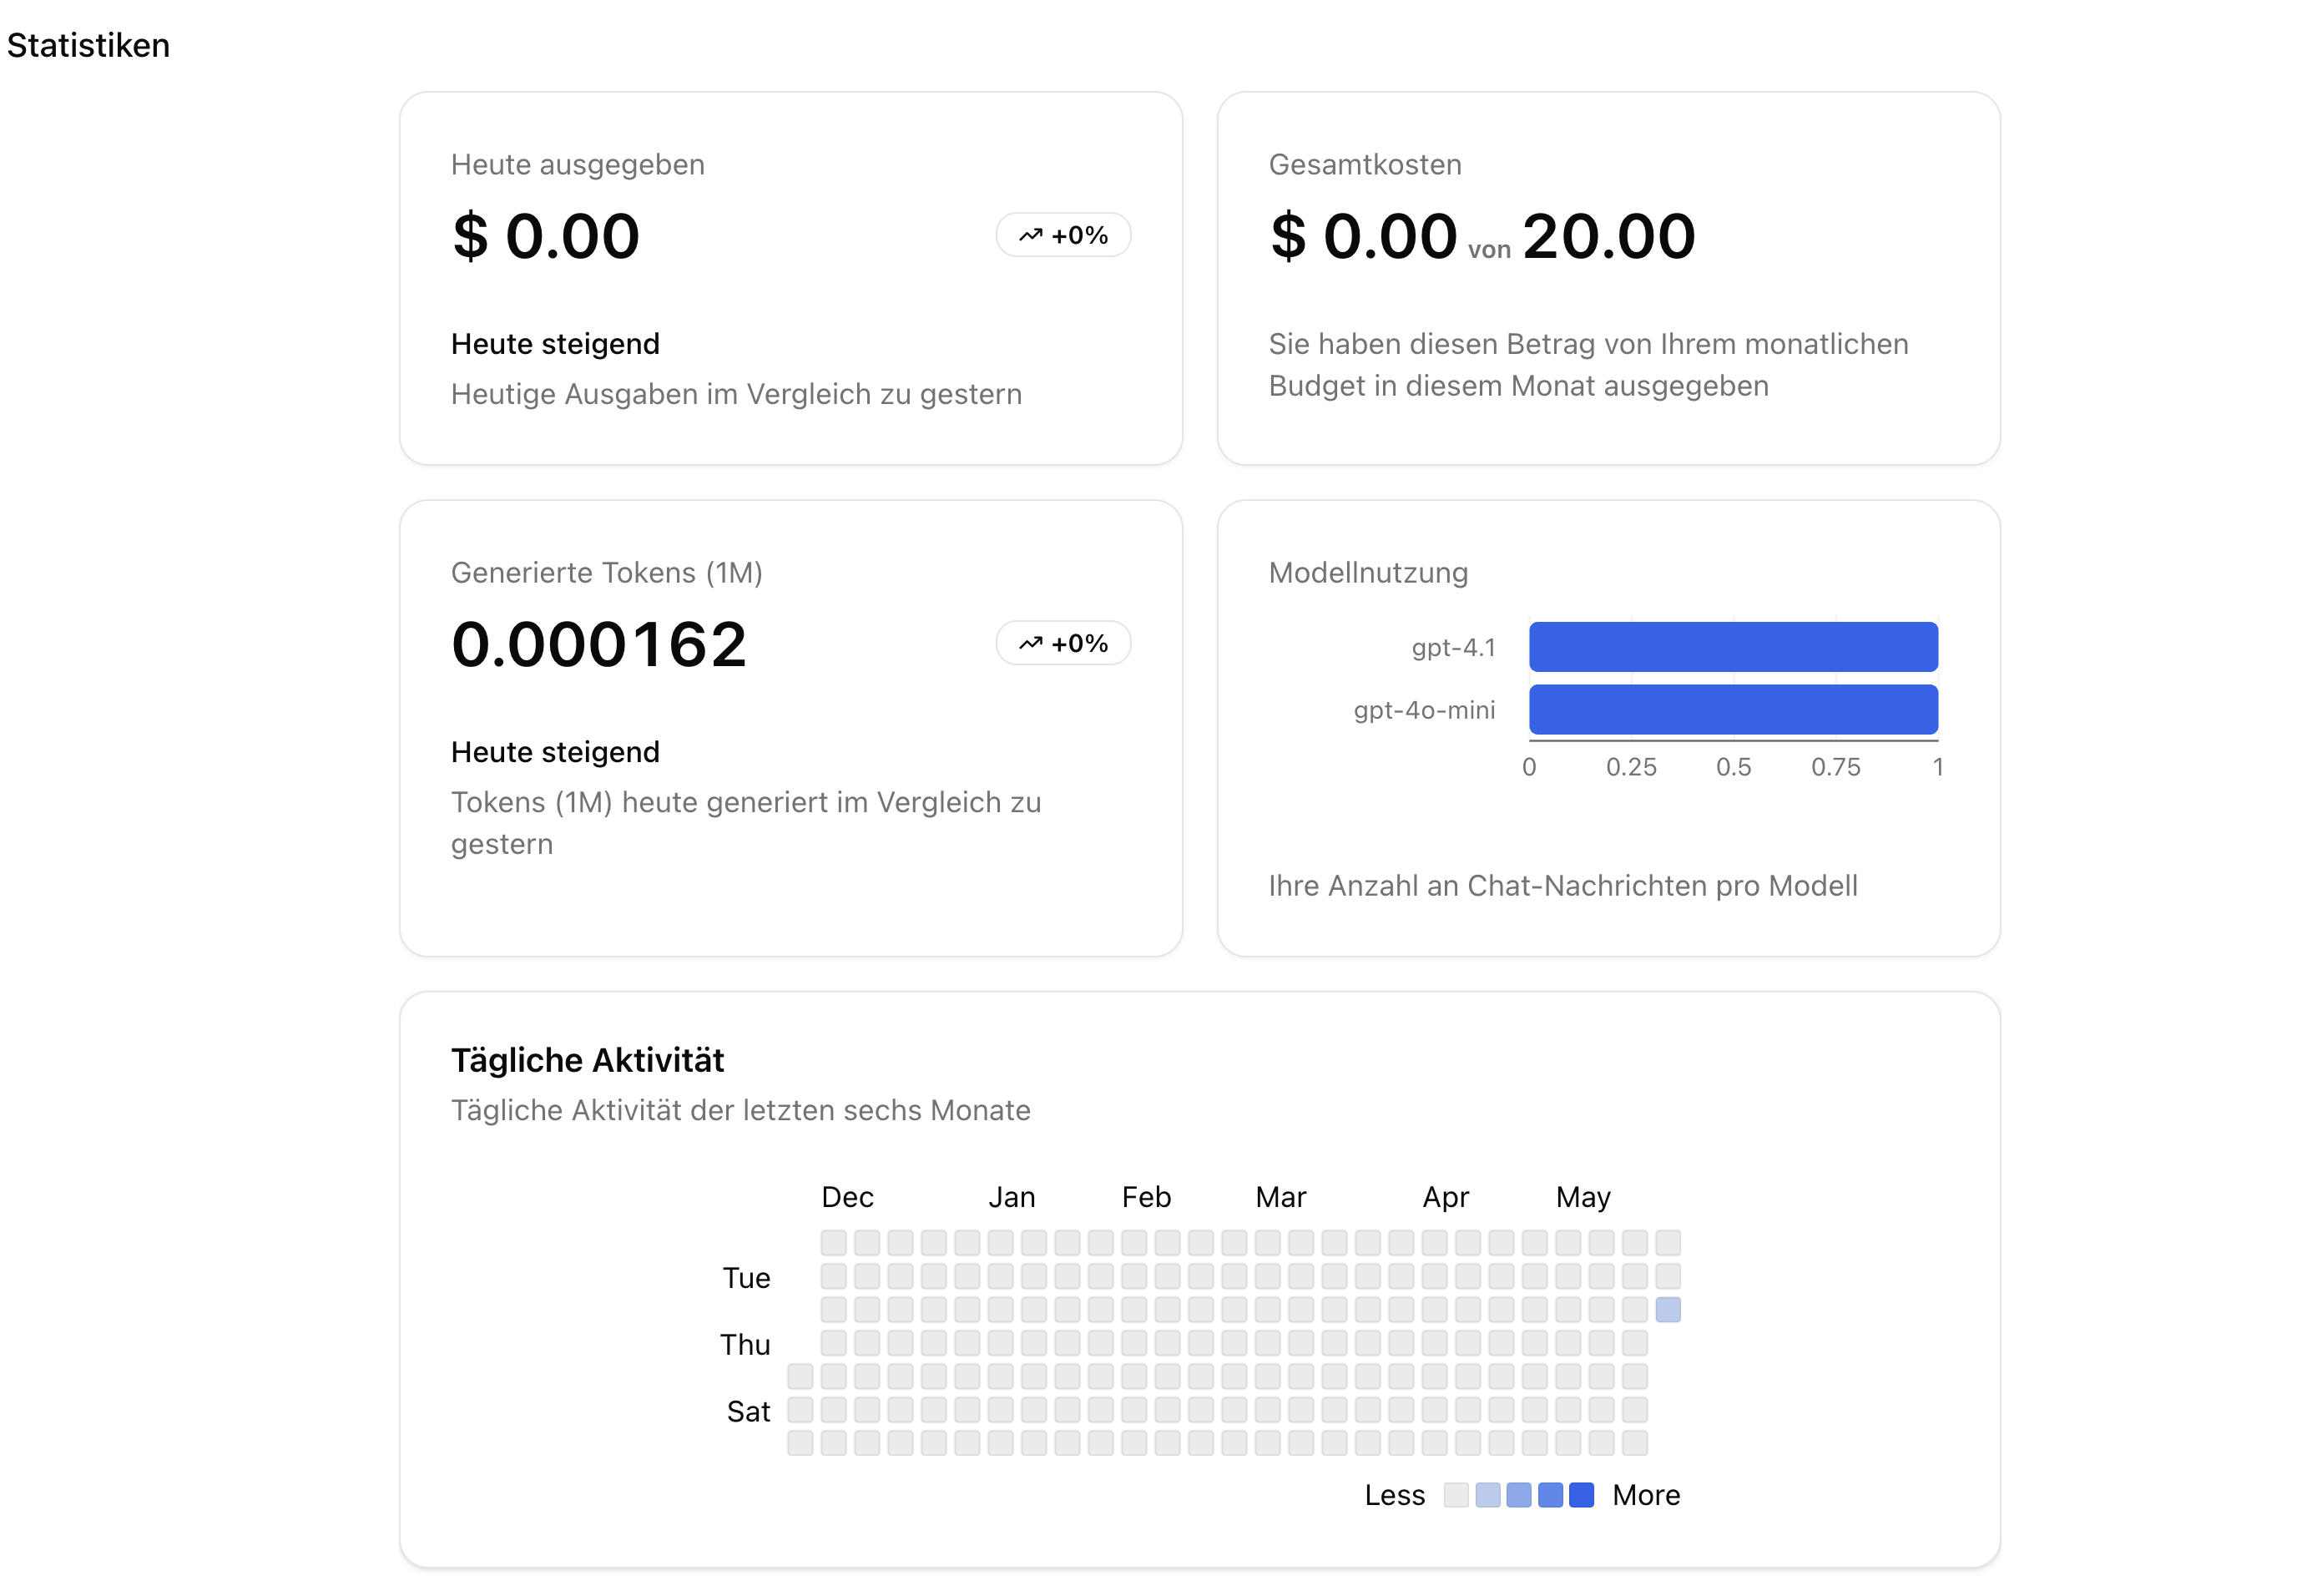 Statistiken
Heute ausgegeben
$ 0.00
+0%
Heute steigend
Heutige Ausgaben im Vergleich zu gestern
Gesamtkosten
$ 0.00 von 20.00
Sie haben diesen Betrag von Ihrem monatlichen
Budget in diesem Monat ausgegeben
Generierte Tokens (1M)
0.000162
+0%
Heute steigend
Tokens (1M) heute generiert im Vergleich zu
gestern
Modellnutzung
gpt-4.1
gpt-4o-mini
0 0.25 0.5 0.75 1
Ihre Anzahl an Chat-Nachrichten pro Modell
Tägliche Aktivität
Tägliche Aktivität der letzten sechs Monate
Dec Jan Feb Mar Apr May
Tue
Thu
Sat
Less More